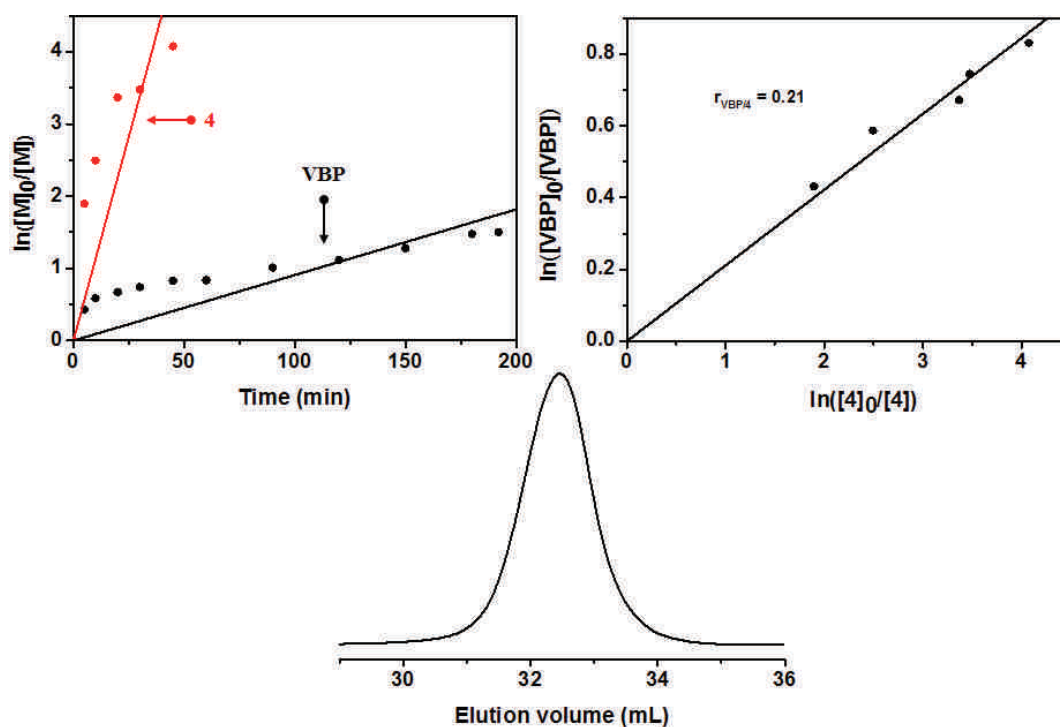 ln([M]0/[M])
4
3
2
1
0
4
VBP
0 50 100 150 200
Time (min)
ln([VBP]0/[VBP])
0.8
0.6
0.4
0.2
0.0
rVBP/4 = 0.21
0 1 2 3 4
ln([4]0/[4])
30 32 34 36
Elution volume (mL)